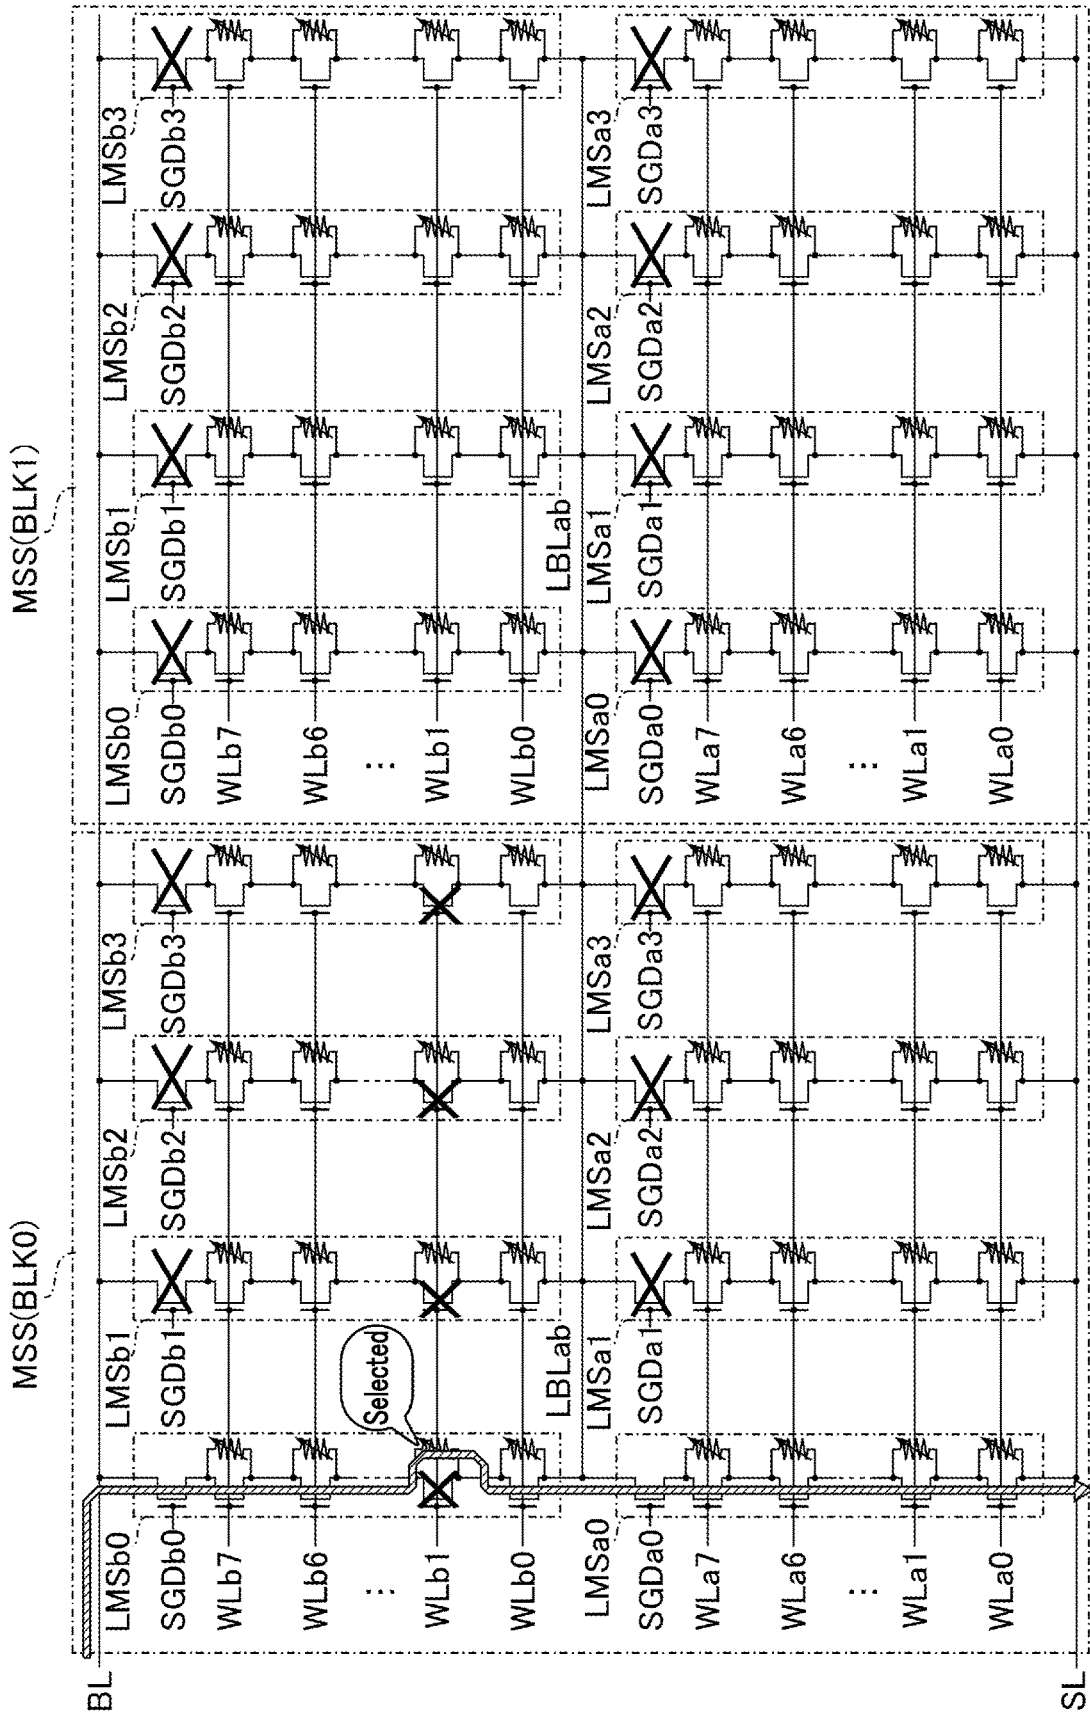 MSS(BLK0)
MSS(BLK1)
BL
LMSb0
LMSb1
LMSb2
LMSb3
LMSb0
LMSb1
LMSb2
LMSb3
SGDb0
SGDb1
SGDb2
SGDb3
SGDb0
SGDb1
SGDb2
SGDb3
WLb7
WLb7
WLb6
WLb6
Selected
⋮
⋮
WLb1
WLb1
WLb0
WLb0
LBLab
LBLab
LMSa0
LMSa1
LMSa2
LMSa3
LMSa0
LMSa1
LMSa2
LMSa3
SGDa0
SGDa1
SGDa2
SGDa3
SGDa0
SGDa1
SGDa2
SGDa3
WLa7
WLa7
WLa6
WLa6
⋮
⋮
WLa1
WLa1
WLa0
WLa0
SL